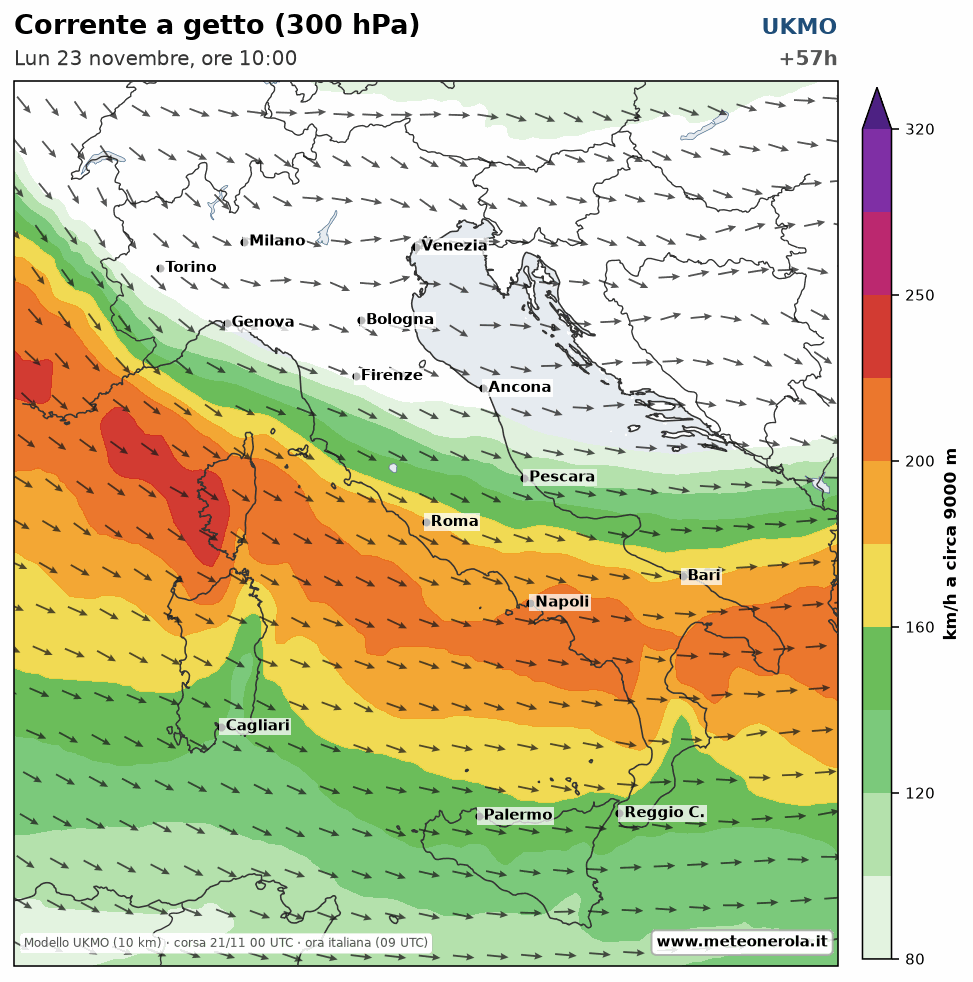 Corrente a getto (300 hPa)
UKMO
Lun 23 novembre, ore 10:00
+57h
Milano
Venezia
Torino
Genova
Bologna
Firenze
Ancona
Pescara
Roma
Bari
Napoli
Cagliari
Palermo
Reggio C.
320
250
200
160
120
80
km/h a circa 9000 m
Modello UKMO (10 km) · corsa 21/11 00 UTC · ora italiana (09 UTC)
www.meteonerola.it